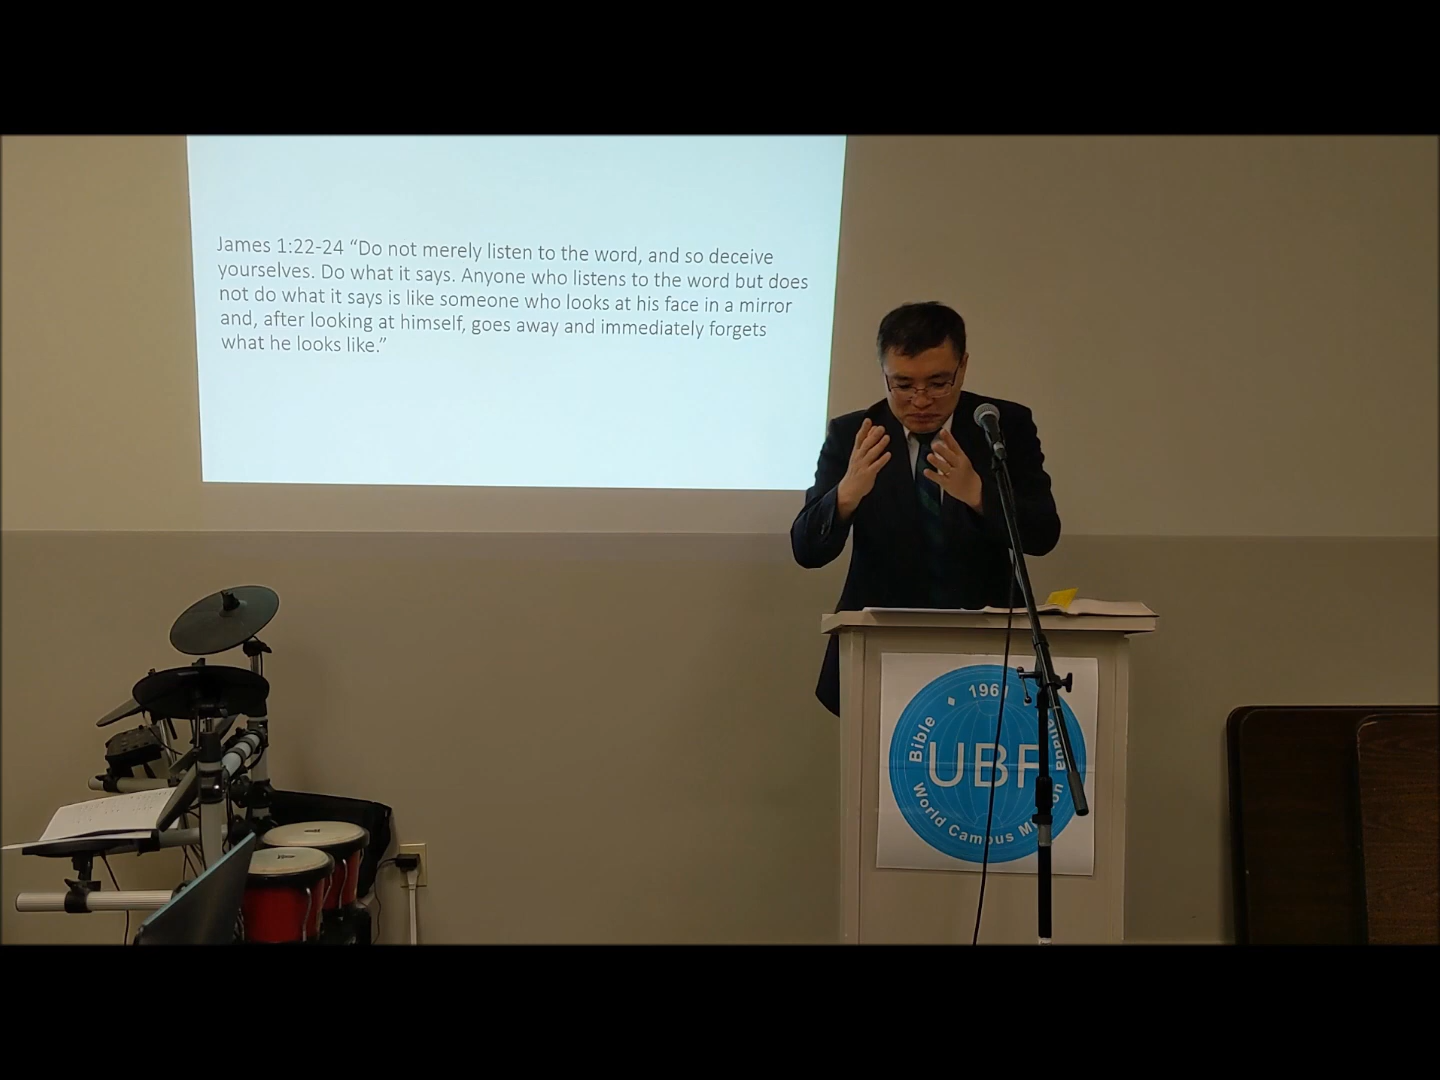 James 1:22-24 “Do not merely listen to the word, and so deceive
yourselves. Do what it says. Anyone who listens to the word but does
not do what it says is like someone who looks at his face in a mirror
and, after looking at himself, goes away and immediately forgets
what he looks like.”
Bible
UBF
World Campus